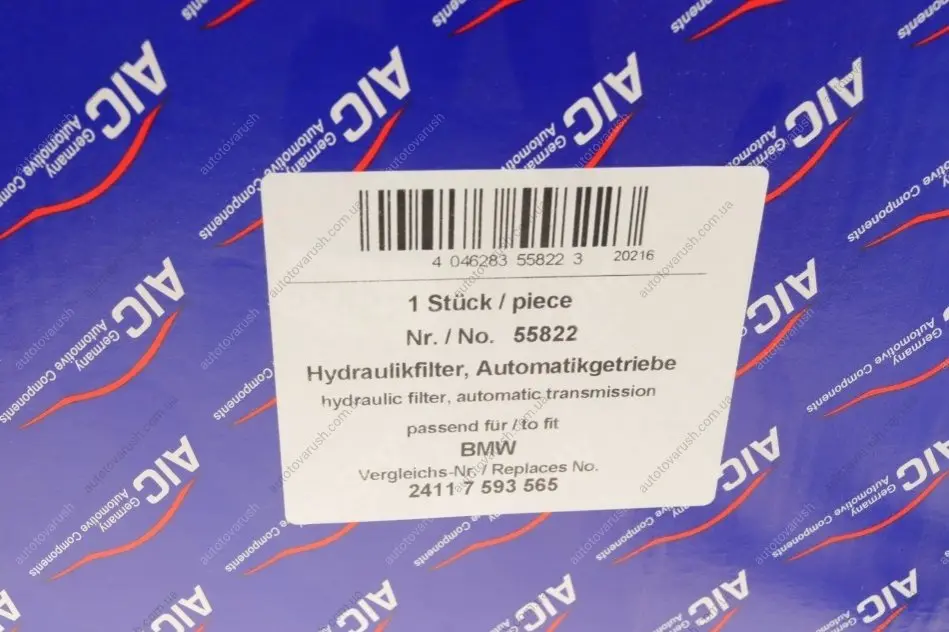 4 046283 55822 3 20216
1 Stück / piece
Nr. / No. 55822
Hydraulikfilter, Automatikgetriebe
hydraulic filter, automatic transmission
passend für / to fit
BMW
Vergleichs-Nr. / Replaces No.
2411 7 593 565
AIC
Germany
Automotive Components
autotovarush.com.ua